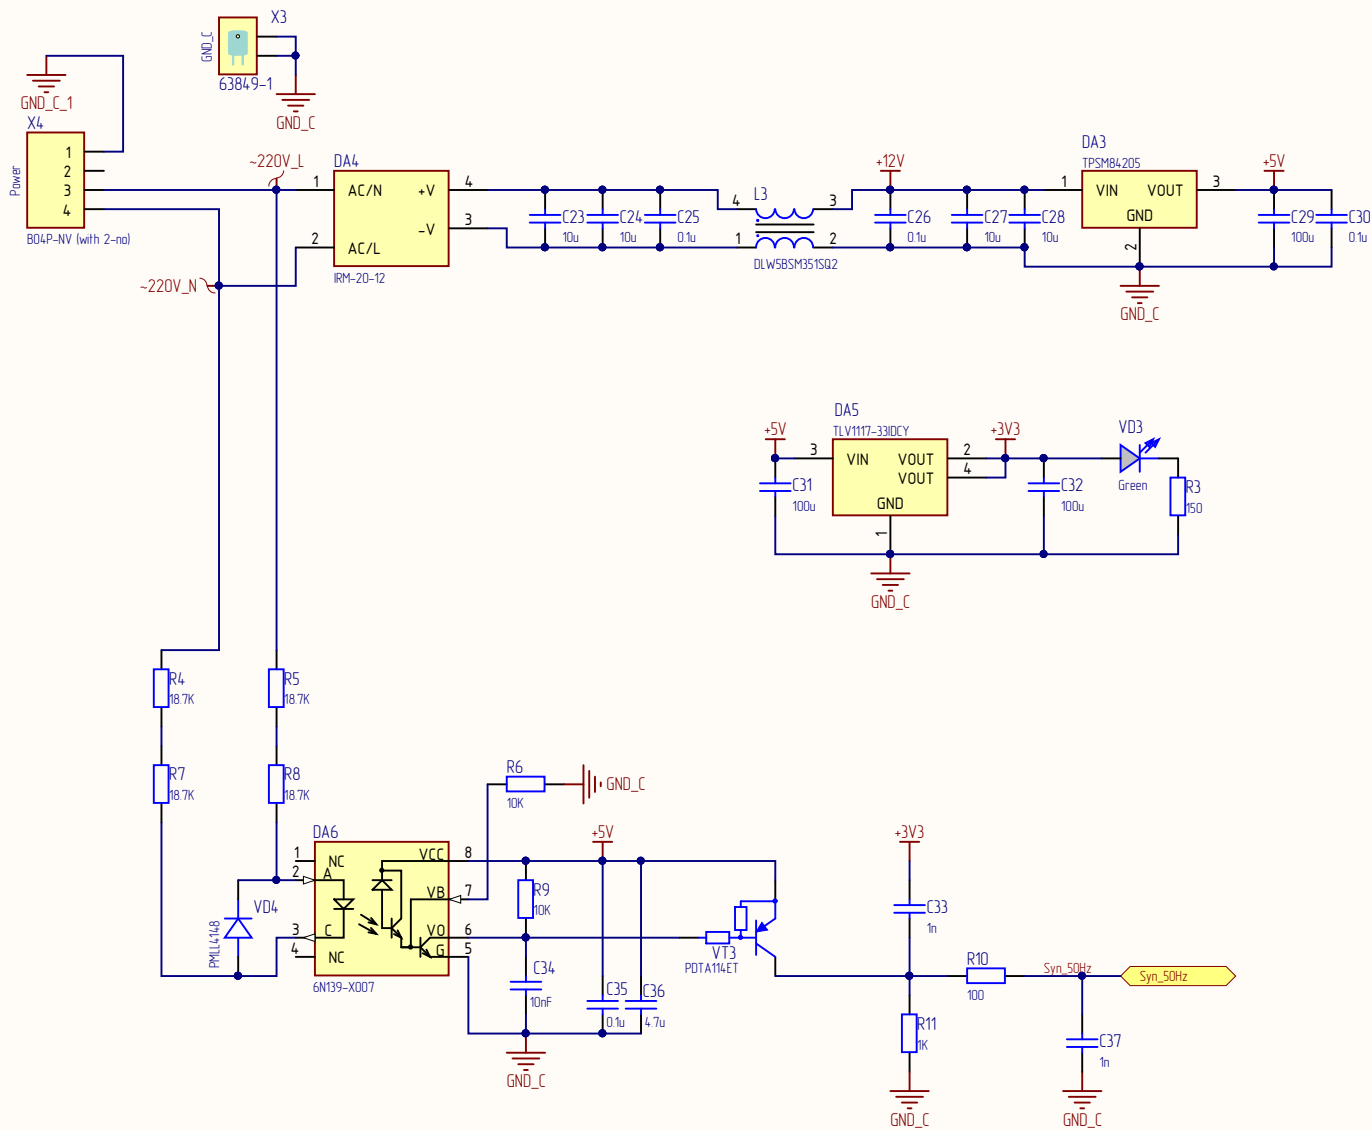 X3
GND_C
63849-1
GND_C
GND_C_1
X4
Power
1
2
3
4
B04P-NV (with 2-no)
~220V_L
~220V_N
DA4
1
AC/N
+V
4
3
-V
2
AC/L
IRM-20-12
C23
10u
C24
10u
C25
0.1u
L3
4
3
1
2
DLW5BSM351SQ2
+12V
C26
0.1u
C27
10u
C28
10u
DA3
TPSM84205
1
VIN
VOUT
3
GND
2
GND_C
+5V
C29
100u
C30
0.1u
DA5
TLV1117-33IDCY
+5V
3
VIN
VOUT
2
VOUT
4
GND
1
C31
100u
+3V3
C32
100u
VD3
Green
R3
150
GND_C
R4
18.7K
R5
18.7K
R7
18.7K
R8
18.7K
R6
10K
GND_C
DA6
1
NC
VCC
8
2
A
VB
7
3
C
VO
6
4
NC
G
5
6N139-X007
VD4
PMLL4148
R9
10K
C34
10nF
+5V
C35
0.1u
C36
4.7u
GND_C
VT3
PDTA114ET
+3V3
C33
1n
R10
100
Syn_50Hz
Syn_50Hz
R11
1K
C37
1n
GND_C
GND_C